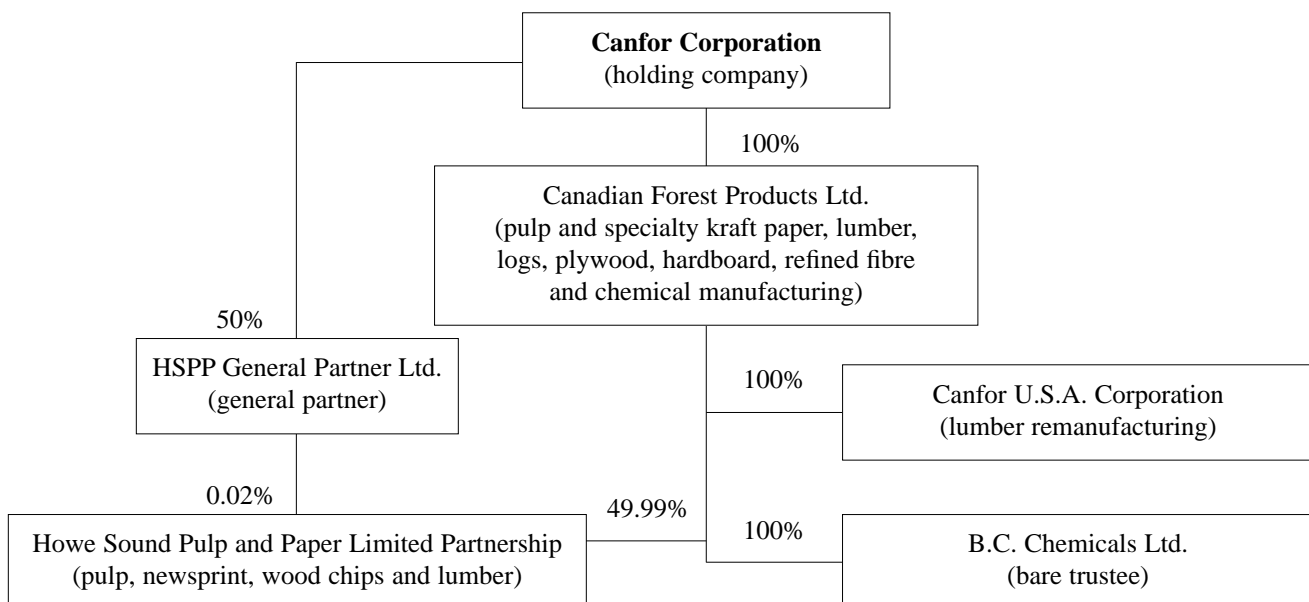 Canfor Corporation
(holding company)
100%
Canadian Forest Products Ltd.
(pulp and specialty kraft paper, lumber,
logs, plywood, hardboard, refined fibre
and chemical manufacturing)
50%
HSPP General Partner Ltd.
(general partner)
100%
Canfor U.S.A. Corporation
(lumber remanufacturing)
0.02%
49.99%
100%
Howe Sound Pulp and Paper Limited Partnership
(pulp, newsprint, wood chips and lumber)
B.C. Chemicals Ltd.
(bare trustee)